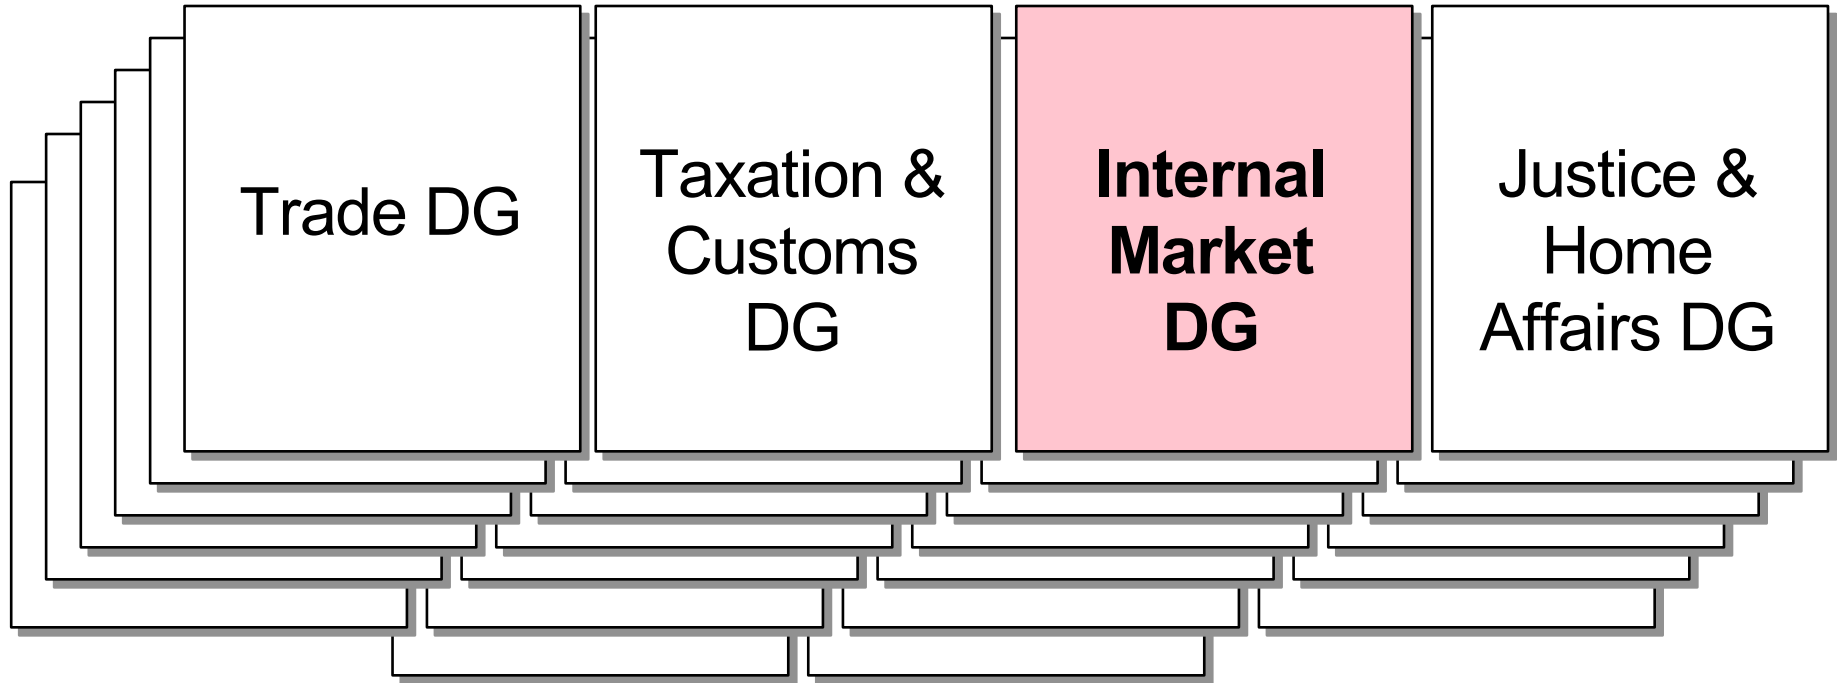 Trade DG
Taxation &
Customs
DG
Internal
Market
DG
Justice &
Home
Affairs DG